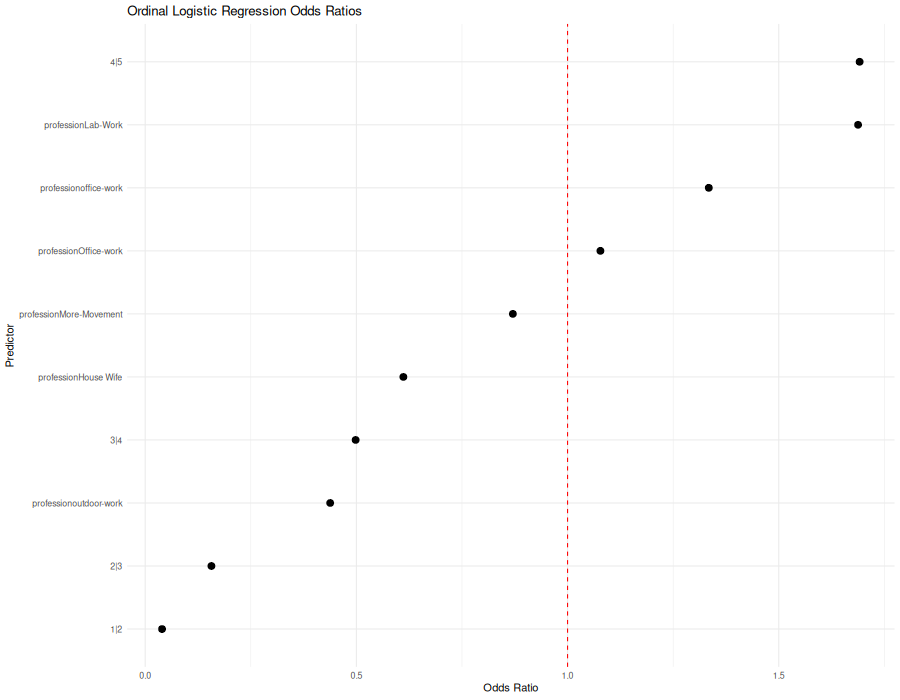 Ordinal Logistic Regression Odds Ratios
4|5
professionLab-Work
professionoffice-work
professionOffice-work
professionMore-Movement
professionHouse Wife
3|4
professionoutdoor-work
2|3
1|2
Predictor
0.0 0.5 1.0 1.5
Odds Ratio